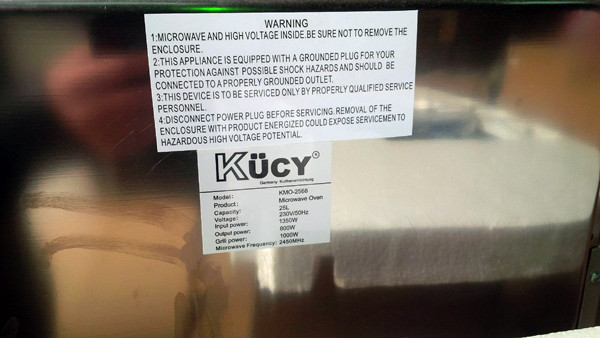 WARNING
1:MICROWAVE AND HIGH VOLTAGE INSIDE.BE SURE NOT TO REMOVE THE
ENCLOSURE.
2:THIS APPLIANCE IS EQUIPPED WITH A GROUNDED PLUG FOR YOUR
PROTECTION AGAINST POSSIBLE SHOCK HAZARDS AND SHOULD BE
CONNECTED TO A PROPERLY GROUNDED OUTLET.
3:THIS DEVICE IS TO BE SERVICED ONLY BY PROPERLY QUALIFIED SERVICE
PERSONNEL.
4:DISCONNECT POWER PLUG BEFORE SERVICING.REMOVAL OF THE
ENCLOSURE WITH PRODUCT ENERGIZED COULD EXPOSE SERVICEMEN TO
HAZARDOUS HIGH VOLTAGE POTENTIAL.
KÜCY®
Germany
Model: KMO-2568
Product: Microwave Oven
Capacity: 25L
Voltage: 230V/50Hz
Input power: 1350W
Output power: 800W
Grill power: 1000W
Microwave Frequency: 2450MHz